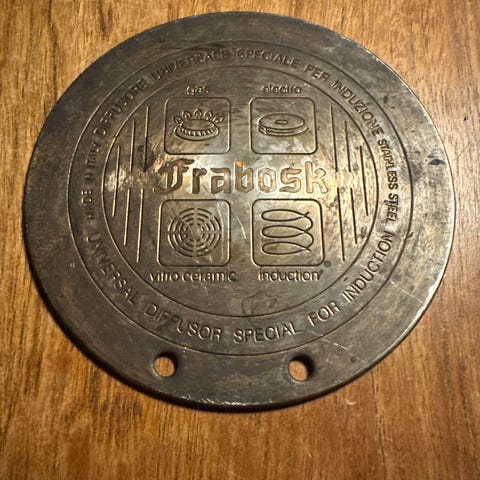 MADE IN ITALY DIFFUSORE UNIVERSALE SPECIALE PER INDUZIONE STAINLESS STEEL
gas
electro
Frabosk
vitro ceramic
induction
UNIVERSAL DIFFUSOR SPECIAL FOR INDUCTION